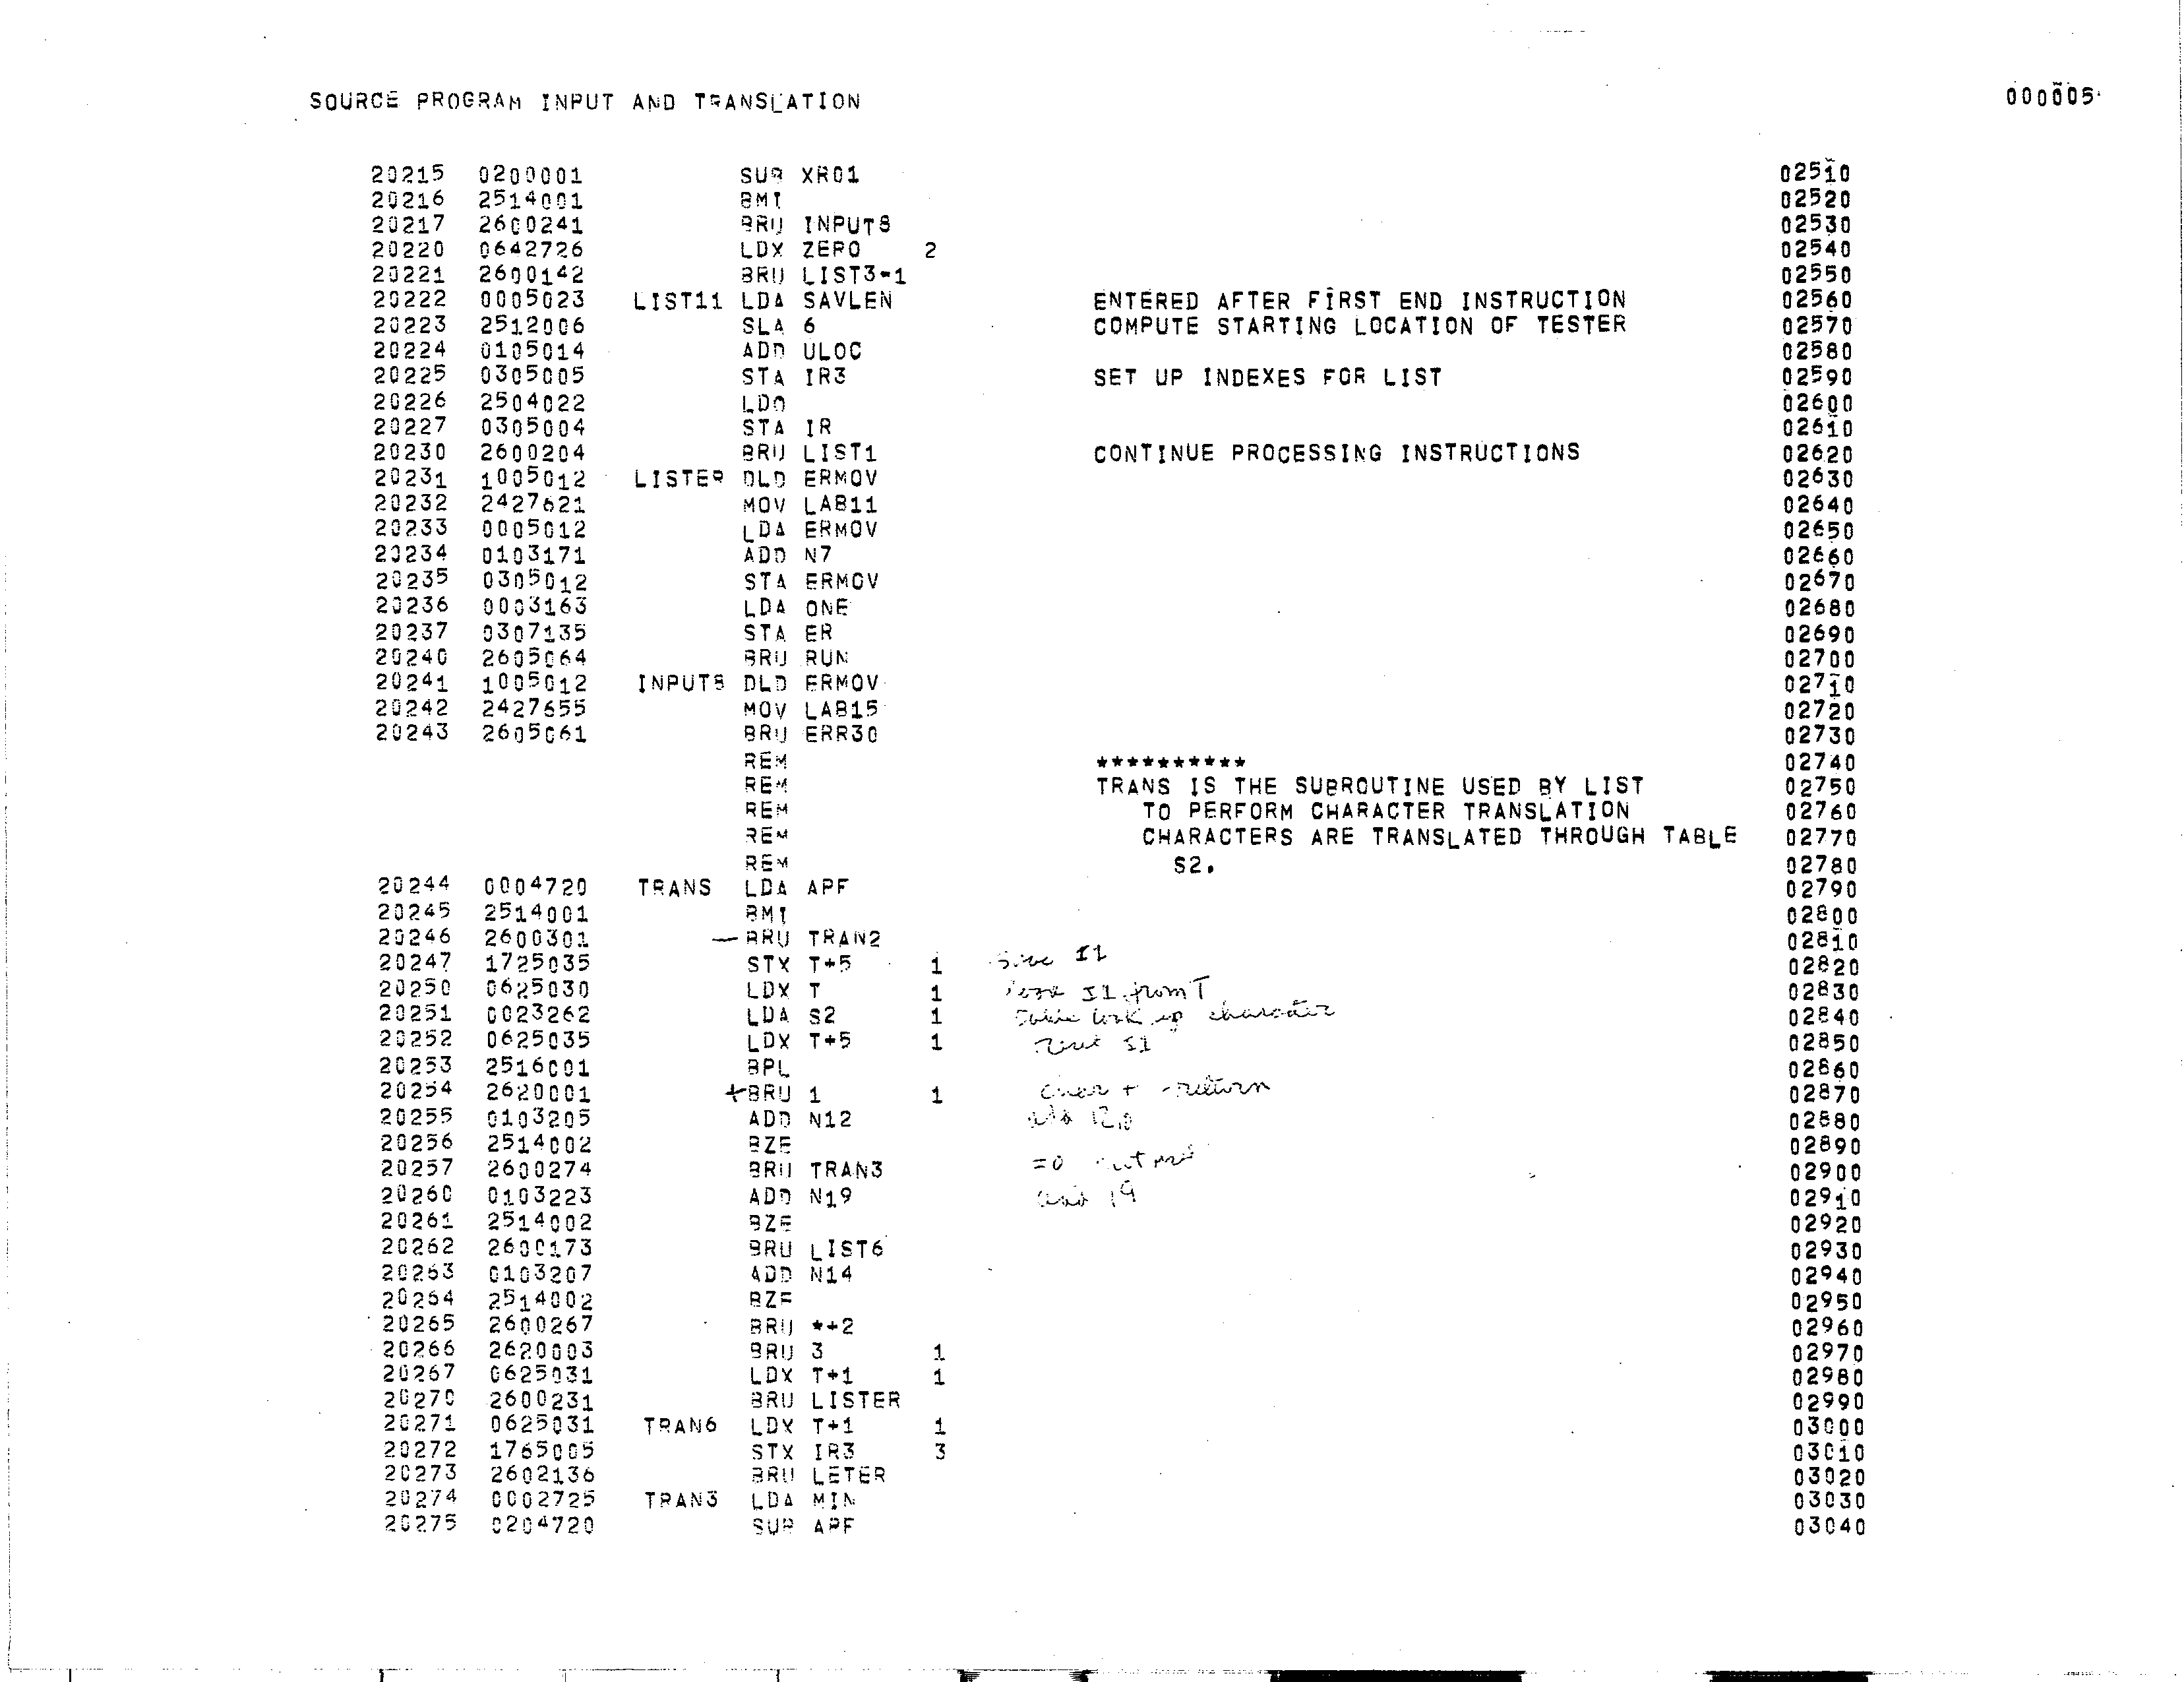 SOURCE PROGRAM INPUT AND TRANSLATION 000005
20215 0200001 SUB XR01 02510
20216 2514001 BMI 02520
20217 2600241 BRU INPUT8 02530
20220 0642726 LDX ZERO 2 02540
20221 2600142 BRU LIST3-1 02550
20222 0005023 LIST11 LDA SAVLEN ENTERED AFTER FIRST END INSTRUCTION 02560
20223 2512006 SLA 6 COMPUTE STARTING LOCATION OF TESTER 02570
20224 0105014 ADD ULOC 02580
20225 0305005 STA IR3 SET UP INDEXES FOR LIST 02590
20226 2504022 LDO 02600
20227 0305004 STA IR 02610
20230 2600204 BRU LIST1 CONTINUE PROCESSING INSTRUCTIONS 02620
20231 1005012 LISTER DLD ERMOV 02630
20232 2427621 MOV LAB11 02640
20233 0005012 LDA ERMOV 02650
20234 0103171 ADD N7 02660
20235 0305012 STA ERMOV 02670
20236 0003163 LDA ONE 02680
20237 0307135 STA ER 02690
20240 2605064 BRU RUN 02700
20241 1005012 INPUT8 DLD ERMOV 02710
20242 2427655 MOV LAB15 02720
20243 2605061 BRU ERR30 02730
REM ********** 02740
REM TRANS IS THE SUBROUTINE USED BY LIST 02750
REM TO PERFORM CHARACTER TRANSLATION 02760
REM CHARACTERS ARE TRANSLATED THROUGH TABLE 02770
REM S2. 02780
20244 0004720 TRANS LDA APF 02790
20245 2514001 BMI 02800
20246 2600301 — BRU TRAN2 02810
20247 1725035 STX T+5 1 Save I1 02820
20250 0625030 LDX T 1 I1 from T 02830
20251 0023262 LDA S2 1 Table look up character 02840
20252 0625035 LDX T+5 1 I1 02850
20253 2516001 BPL 02860
20254 2620001 +BRU 1 1 char + return 02870
20255 0103205 ADD N12 add 12 02880
20256 2514002 BZE 02890
20257 2600274 BRU TRAN3 =0 02900
20260 0103223 ADD N19 add 19 02910
20261 2514002 BZE 02920
20262 2600173 BRU LIST6 02930
20263 0103207 ADD N14 02940
20264 2514002 BZE 02950
20265 2600267 BRU *+2 02960
20266 2620003 BRU 3 1 02970
20267 0625031 LDX T+1 1 02980
20270 2600231 BRU LISTER 02990
20271 0625031 TRAN6 LDX T+1 1 03000
20272 1765005 STX IR3 3 03010
20273 2602136 BRU LETER 03020
20274 0002725 TRAN3 LDA MIN 03030
20275 0204720 SUB APF 03040